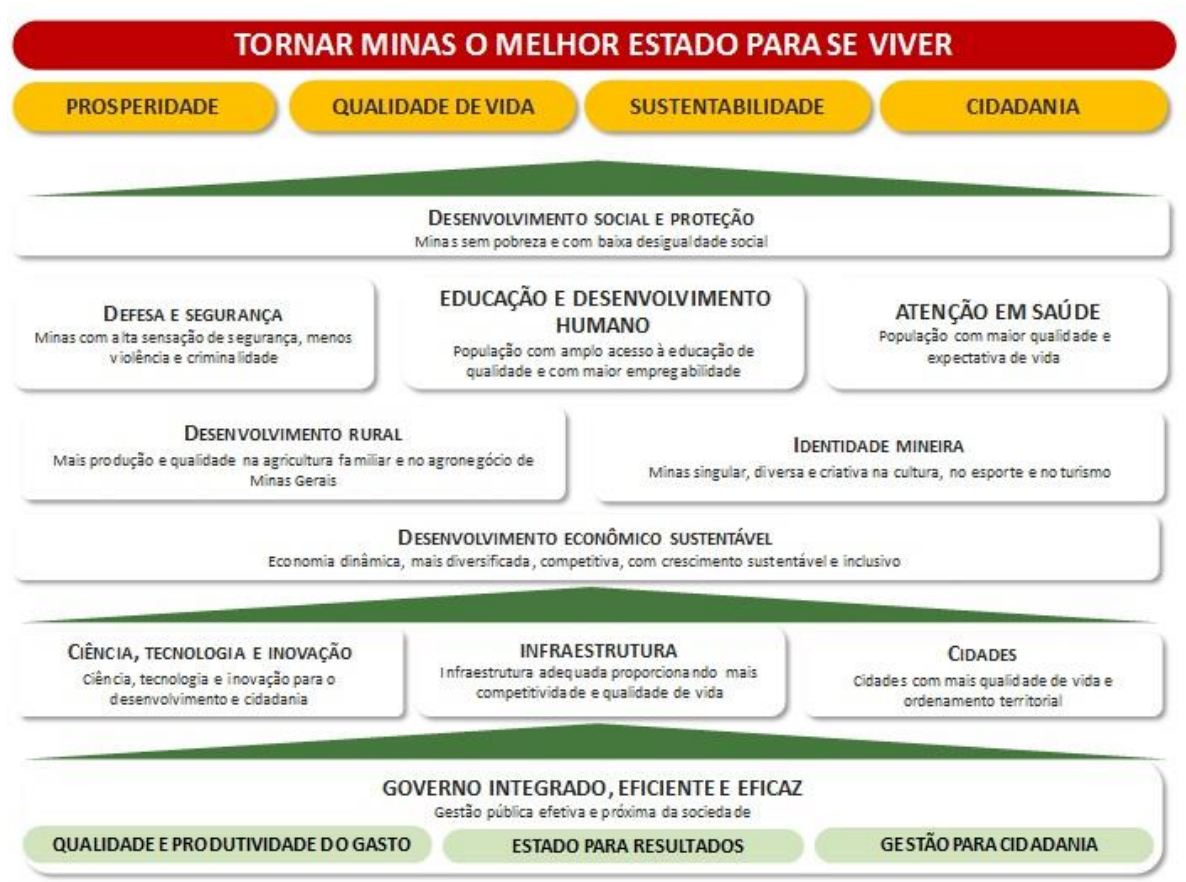 TORNAR MINAS O MELHOR ESTADO PARA SE VIVER
PROSPERIDADE
QUALIDADE DE VIDA
SUSTENTABILIDADE
CIDADANIA
DESENVOLVIMENTO SOCIAL E PROTEÇÃO
Minas sem pobreza e com baixa desigualdade social
DEFESA E SEGURANÇA
Minas com alta sensação de segurança, menos
violência e criminalidade
EDUCAÇÃO E DESENVOLVIMENTO
HUMANO
População com amplo acesso à educação de
qualidade e com maior empregabilidade
ATENÇÃO EM SAÚDE
População com maior qualidade e
expectativa de vida
DESENVOLVIMENTO RURAL
Mais produção e qualidade na agricultura familiar e no agronegócio de
Minas Gerais
IDENTIDADE MINEIRA
Minas singular, diversa e criativa na cultura, no esporte e no turismo
DESENVOLVIMENTO ECONÔMICO SUSTENTÁVEL
Economia dinâmica, mais diversificada, competitiva, com crescimento sustentável e inclusivo
CIÊNCIA, TECNOLOGIA E INOVAÇÃO
Ciência, tecnologia e inovação para o
desenvolvimento e cidadania
INFRAESTRUTURA
Infraestrutura adequada proporcionando mais
competitividade e qualidade de vida
CIDADES
Cidades com mais qualidade de vida e
ordenamento territorial
GOVERNO INTEGRADO, EFICIENTE E EFICAZ
Gestão pública efetiva e próxima da sociedade
QUALIDADE E PRODUTIVIDADE DO GASTO
ESTADO PARA RESULTADOS
GESTÃO PARA CIDADANIA